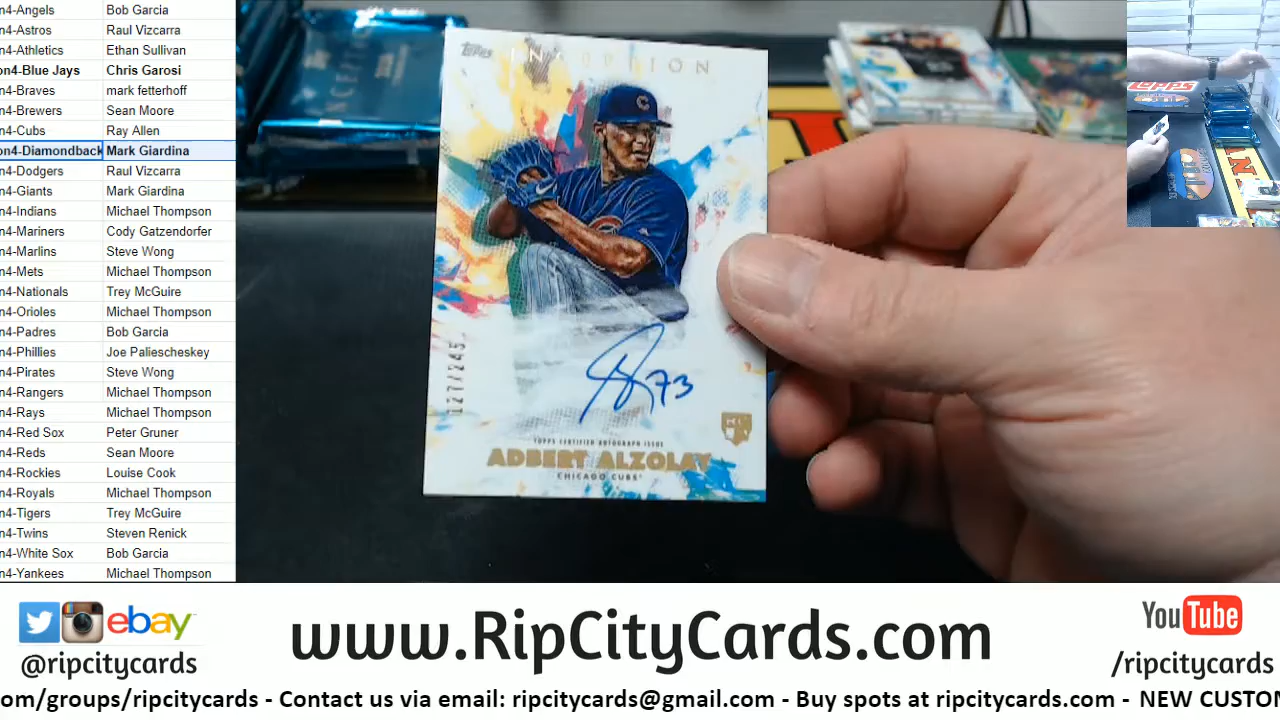 n4-Angels Bob Garcia
n4-Astros Raul Vizcarra
n4-Athletics Ethan Sullivan
on4-Blue Jays Chris Garosi
n4-Braves mark fetterhoff
n4-Brewers Sean Moore
n4-Cubs Ray Allen
on4-Diamondback Mark Giardina
n4-Dodgers Raul Vizcarra
n4-Giants Mark Giardina
n4-Indians Michael Thompson
n4-Mariners Cody Gatzendorfer
n4-Marlins Steve Wong
n4-Mets Michael Thompson
n4-Nationals Trey McGuire
n4-Orioles Michael Thompson
n4-Padres Bob Garcia
n4-Phillies Joe Paliescheskey
n4-Pirates Steve Wong
n4-Rangers Michael Thompson
n4-Rays Michael Thompson
n4-Red Sox Peter Gruner
n4-Reds Sean Moore
n4-Rockies Louise Cook
n4-Royals Michael Thompson
n4-Tigers Trey McGuire
n4-Twins Steven Renick
n4-White Sox Bob Garcia
n4-Yankees Michael Thompson
Topps INCEPTION
C
127/245
73
RC
TOPPS CERTIFIED AUTOGRAPH ISSUE
ADBERT ALZOLAY
CHICAGO CUBS
TOPPS
ebay
@ripcitycards
www.RipCityCards.com
YouTube
/ripcitycards
om/groups/ripcitycards - Contact us via email: ripcitycards@gmail.com - Buy spots at ripcitycards.com - NEW CUSTO